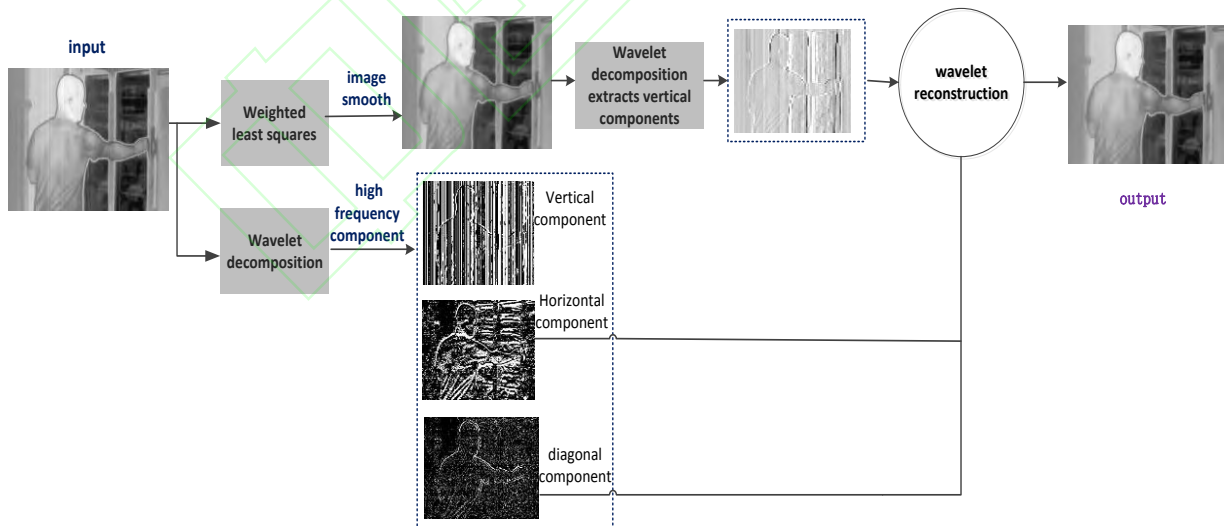 input
Weighted
least squares
image
smooth
Wavelet
decomposition
extracts vertical
components
wavelet
reconstruction
output
Wavelet
decomposition
high
frequency
component
Vertical
component
Horizontal
component
diagonal
component